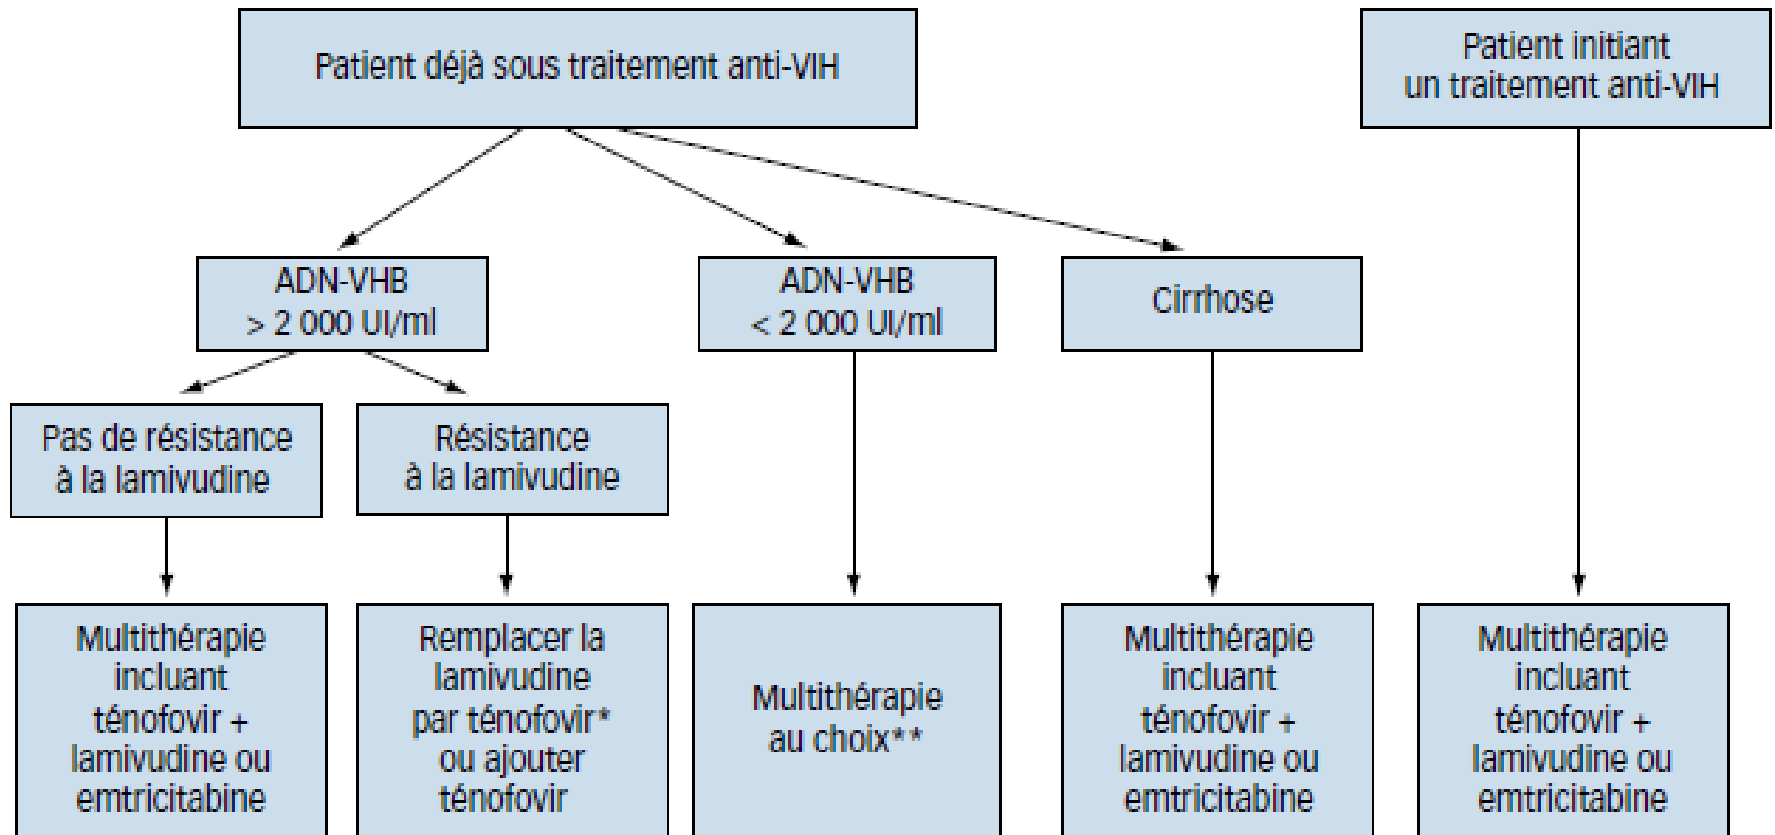 Patient déjà sous traitement anti-VIH
Patient initiant
un traitement anti-VIH
ADN-VHB
> 2 000 UI/ml
ADN-VHB
< 2 000 UI/ml
Cirrhose
Pas de résistance
à la lamivudine
Résistance
à la lamivudine
Multithérapie
incluant
ténofovir +
lamivudine ou
emtricitabine
Remplacer la
lamivudine
par ténofovir*
ou ajouter
ténofovir
Multithérapie
au choix**
Multithérapie
incluant
ténofovir +
lamivudine ou
emtricitabine
Multithérapie
incluant
ténofovir +
lamivudine ou
emtricitabine